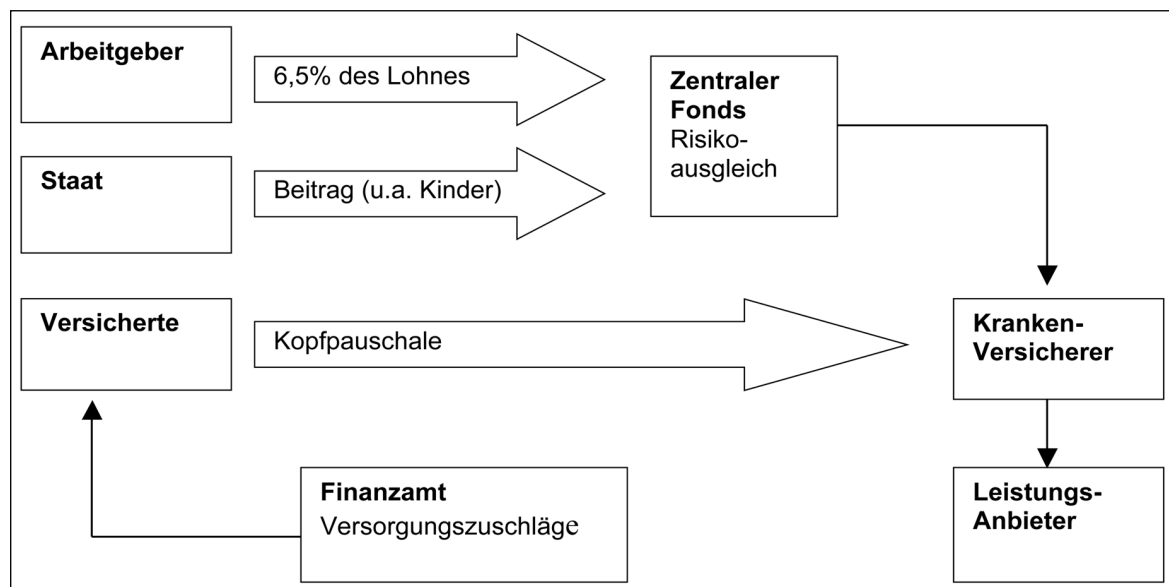 Arbeitgeber
6,5% des Lohnes
Zentraler
Fonds
Risiko-
ausgleich
Staat
Beitrag (u.a. Kinder)
Versicherte
Kopfpauschale
Kranken-
Versicherer
Finanzamt
Versorgungszuschläge
Leistungs-
Anbieter